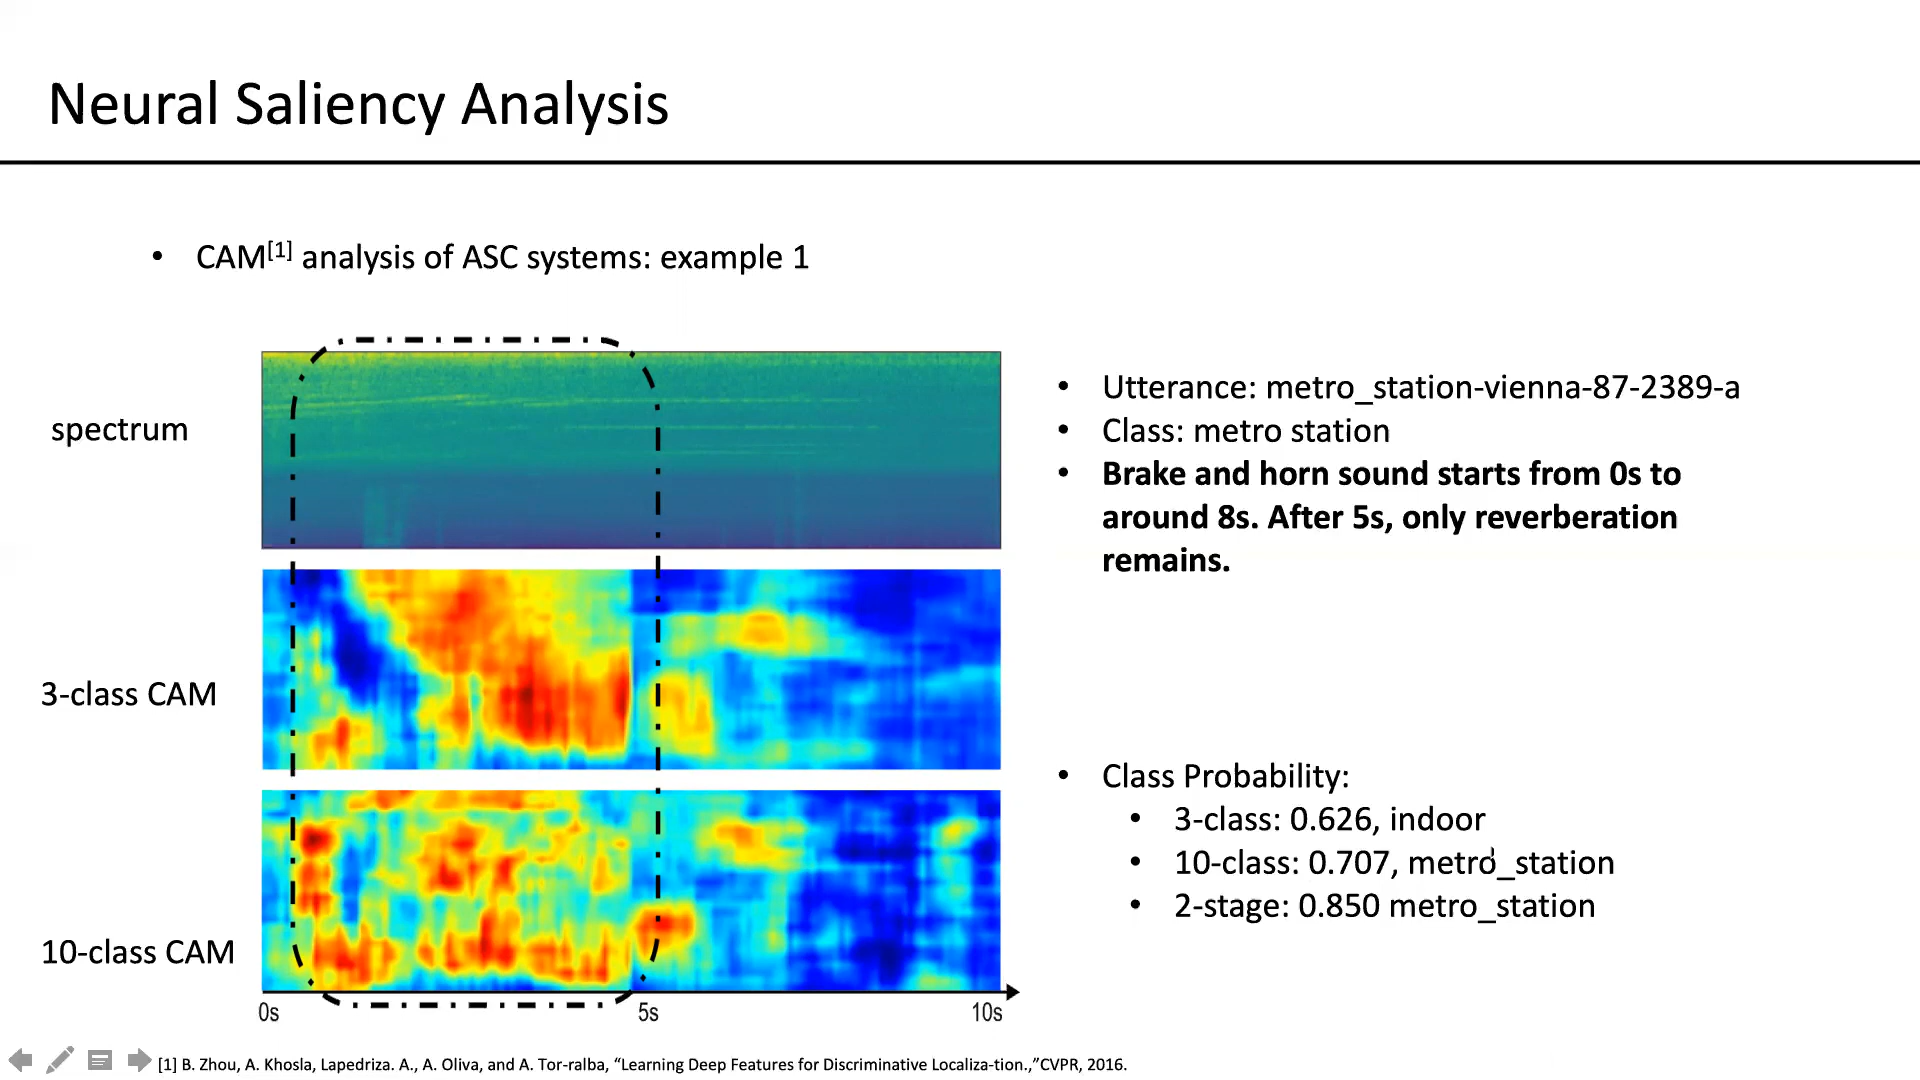 Neural Saliency Analysis
• CAM[1] analysis of ASC systems: example 1
spectrum
3-class CAM
10-class CAM
0s 5s 10s
• Utterance: metro_station-vienna-87-2389-a
• Class: metro station
• Brake and horn sound starts from 0s to
around 8s. After 5s, only reverberation
remains.
• Class Probability:
• 3-class: 0.626, indoor
• 10-class: 0.707, metro_station
• 2-stage: 0.850 metro_station
[1] B. Zhou, A. Khosla, Lapedriza. A., A. Oliva, and A. Tor-ralba, “Learning Deep Features for Discriminative Localiza-tion.,”CVPR, 2016.